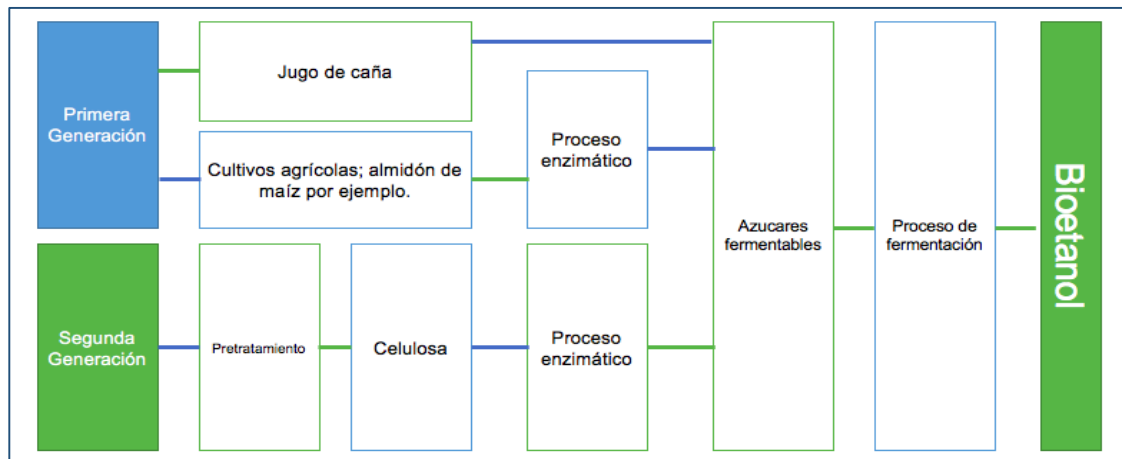 Primera
Generación
Jugo de caña
Cultivos agrícolas; almidón de
maíz por ejemplo.
Proceso
enzimático
Segunda
Generación
Pretratamiento
Celulosa
Proceso
enzimático
Azucares
fermentables
Proceso de
fermentación
Bioetanol